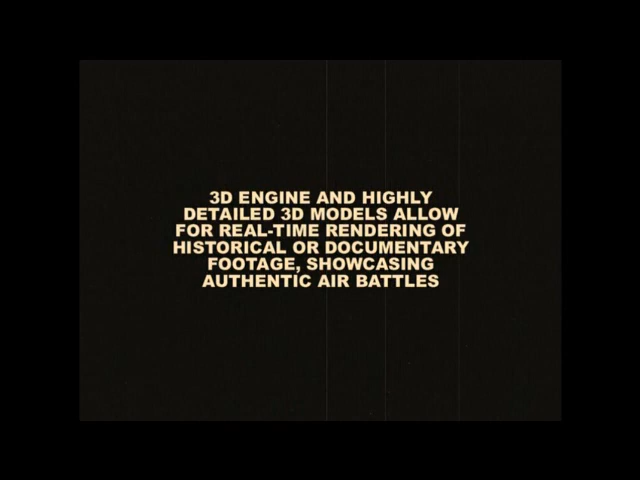 3D ENGINE AND HIGHLY
DETAILED 3D MODELS ALLOW
FOR REAL-TIME RENDERING OF
HISTORICAL OR DOCUMENTARY
FOOTAGE, SHOWCASING
AUTHENTIC AIR BATTLES